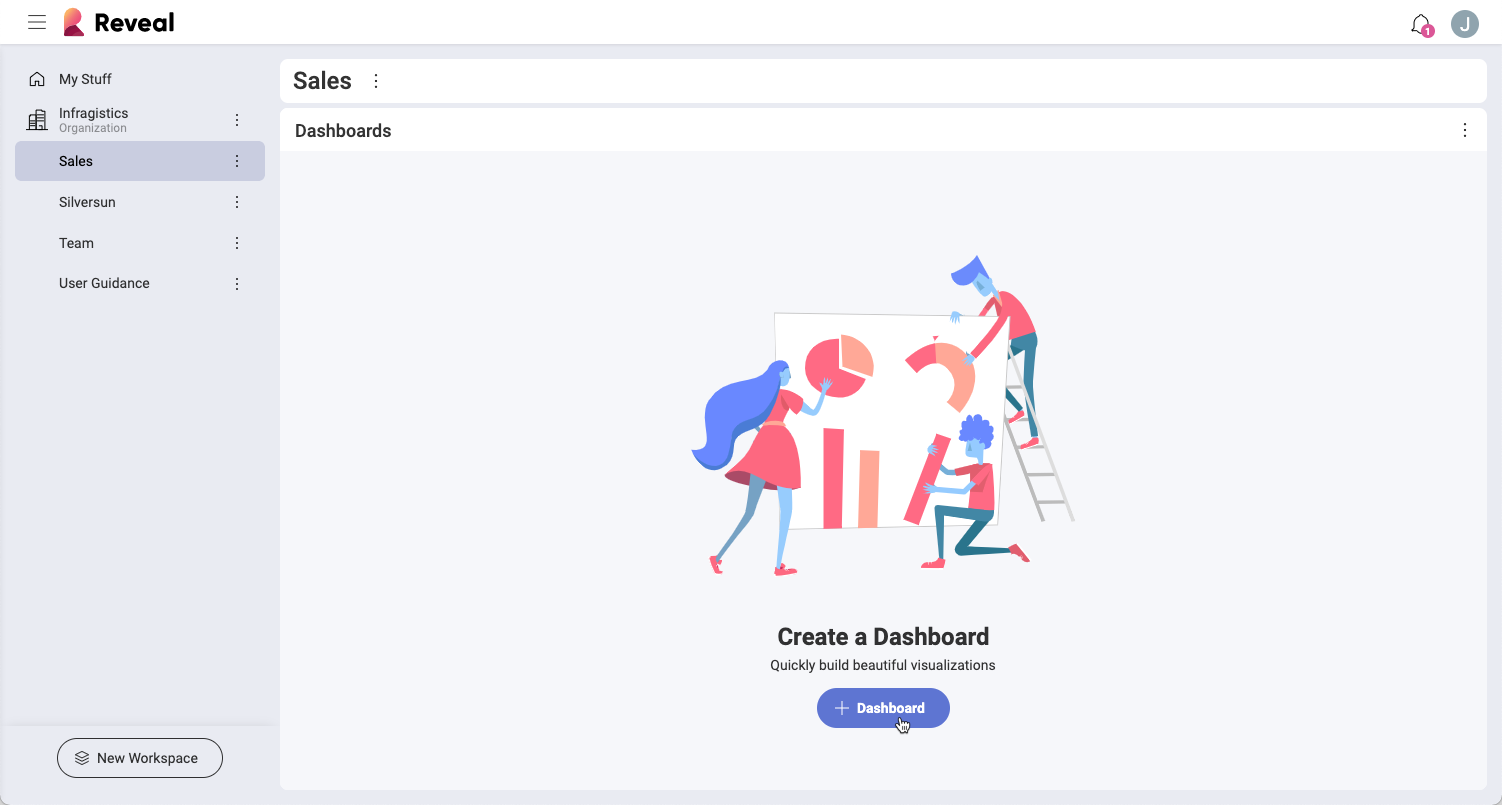 Reveal
1
J
My Stuff
Infragistics
Organization
Sales
Silversun
Team
User Guidance
New Workspace
Sales
Dashboards
Create a Dashboard
Quickly build beautiful visualizations
Dashboard